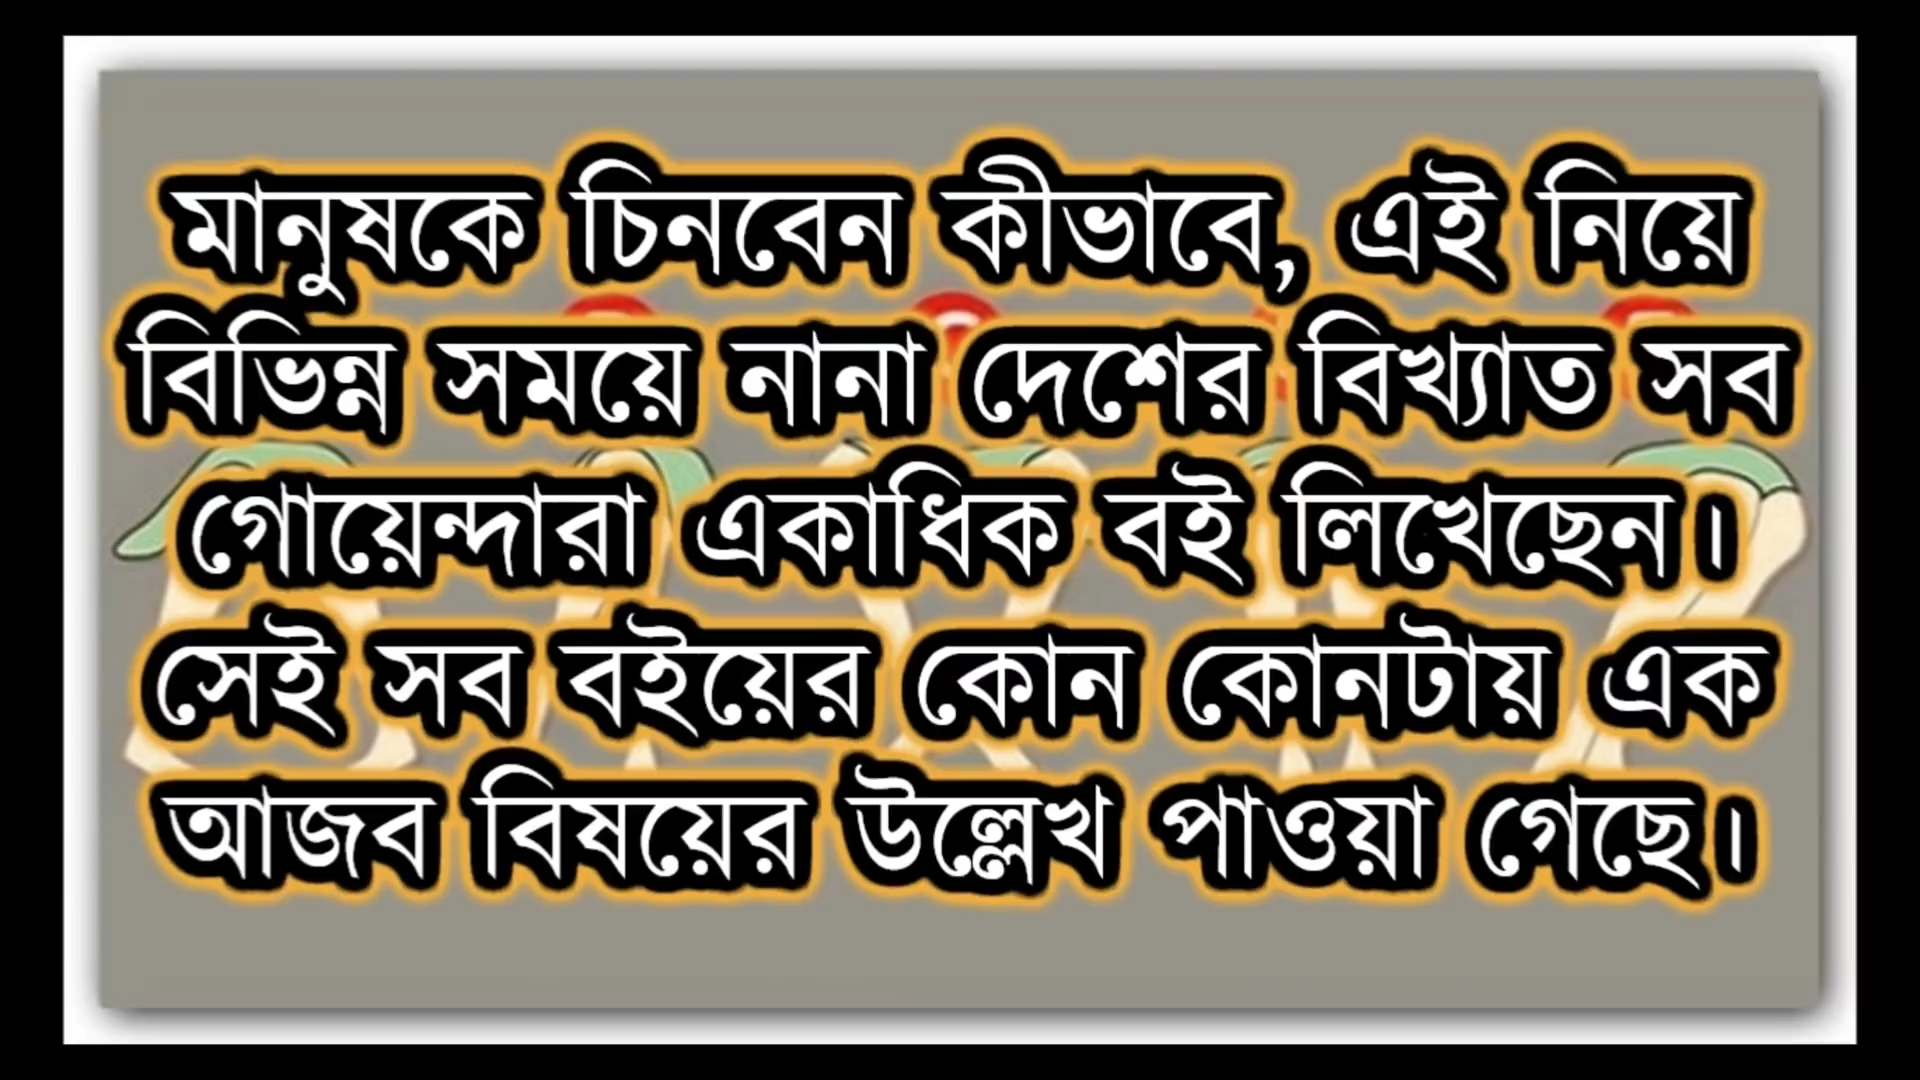 মানুষকে চিনবেন কীভাবে, এই নিয়ে
বিভিন্ন সময়ে নানা দেশের বিখ্যাত সব
গোয়েন্দারা একাধিক বই লিখেছেন।
সেই সব বইয়ের কোন কোনটায় এক
আজব বিষয়ের উল্লেখ পাওয়া গেছে।